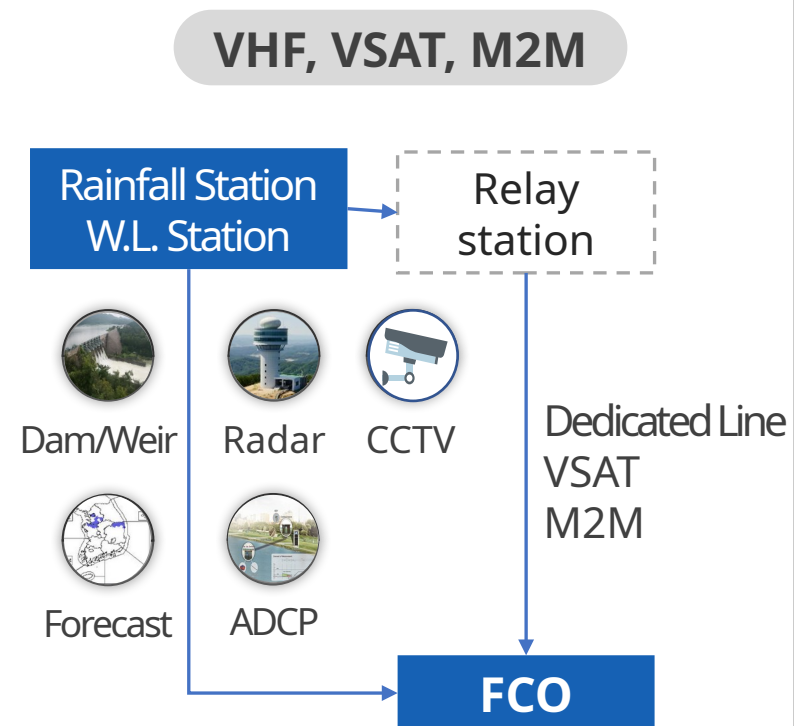 VHF, VSAT, M2M
Rainfall Station
W.L. Station
Relay
station
Dam/Weir
Radar
CCTV
Dedicated Line
VSAT
M2M
Forecast
ADCP
FCO